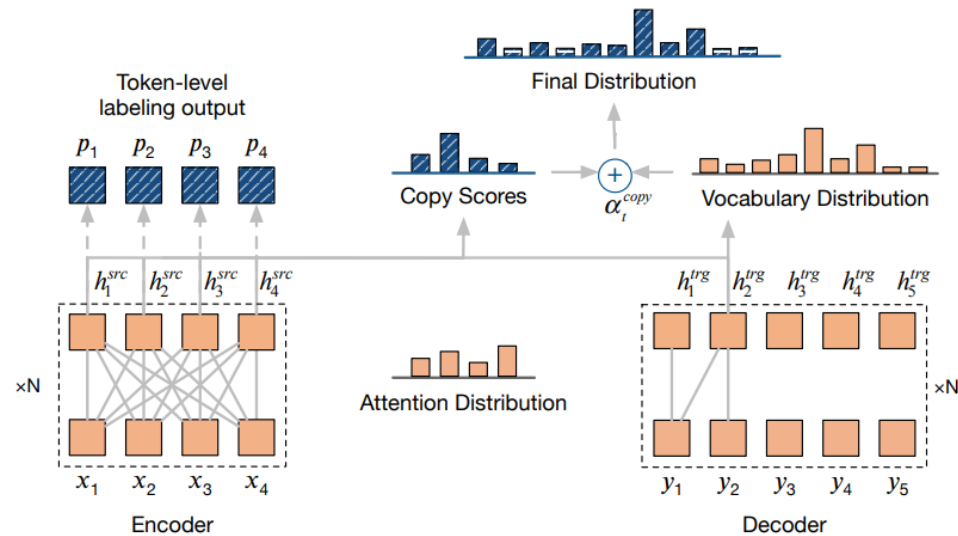 Final Distribution
Token-level
labeling output
p₁ p₂ p₃ p₄
Copy Scores
+
αₜᶜᵒᵖʸ
Vocabulary Distribution
h₁ˢʳᶜ h₂ˢʳᶜ h₃ˢʳᶜ h₄ˢʳᶜ
h₁ᵗʳᵍ h₂ᵗʳᵍ h₃ᵗʳᵍ h₄ᵗʳᵍ h₅ᵗʳᵍ
×N
Attention Distribution
×N
x₁ x₂ x₃ x₄
y₁ y₂ y₃ y₄ y₅
Encoder
Decoder